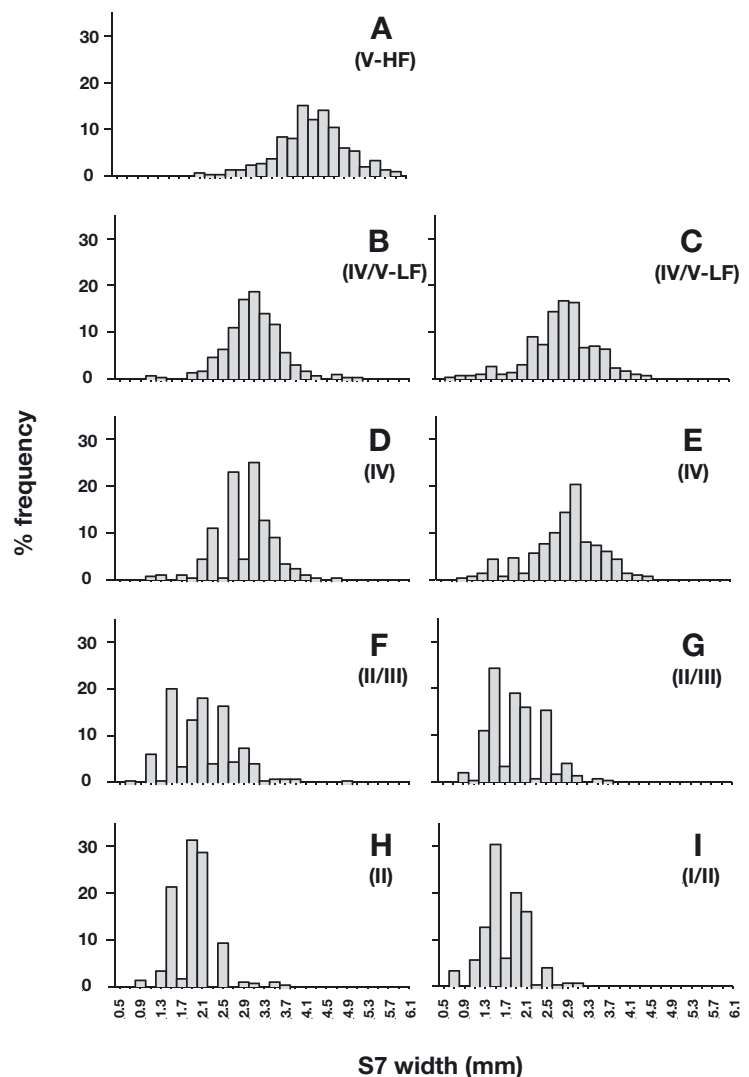 A
(V-HF)
30
20
10
0
B
(IV/V-LF)
C
(IV/V-LF)
30
20
10
0
D
(IV)
E
(IV)
30
20
10
0
% frequency
F
(II/III)
G
(II/III)
30
20
10
0
H
(II)
I
(I/II)
30
20
10
0
0.5 0.9 1.3 1.7 2.1 2.5 2.9 3.3 3.7 4.1 4.5 4.9 5.3 5.7 6.1
0.5 0.9 1.3 1.7 2.1 2.5 2.9 3.3 3.7 4.1 4.5 4.9 5.3 5.7 6.1
S7 width (mm)